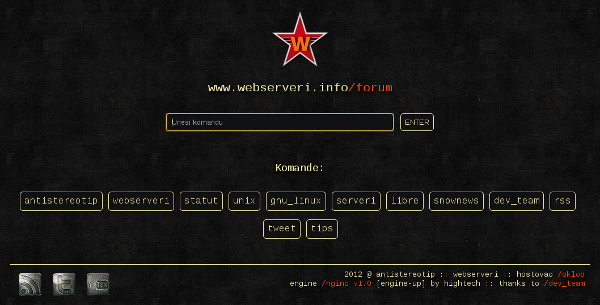 W
www.webserveri.info/forum
Unesi komandu ENTER
Komande:
antistereotip webserveri statut unix gnu_linux serveri libre snownews dev_team rss
tweet tips
2012 @ antistereotip :: webserveri :: hostovao /oklop
engine /nginp v1.0 [engine-up] by hightech :: thanks to /dev_team